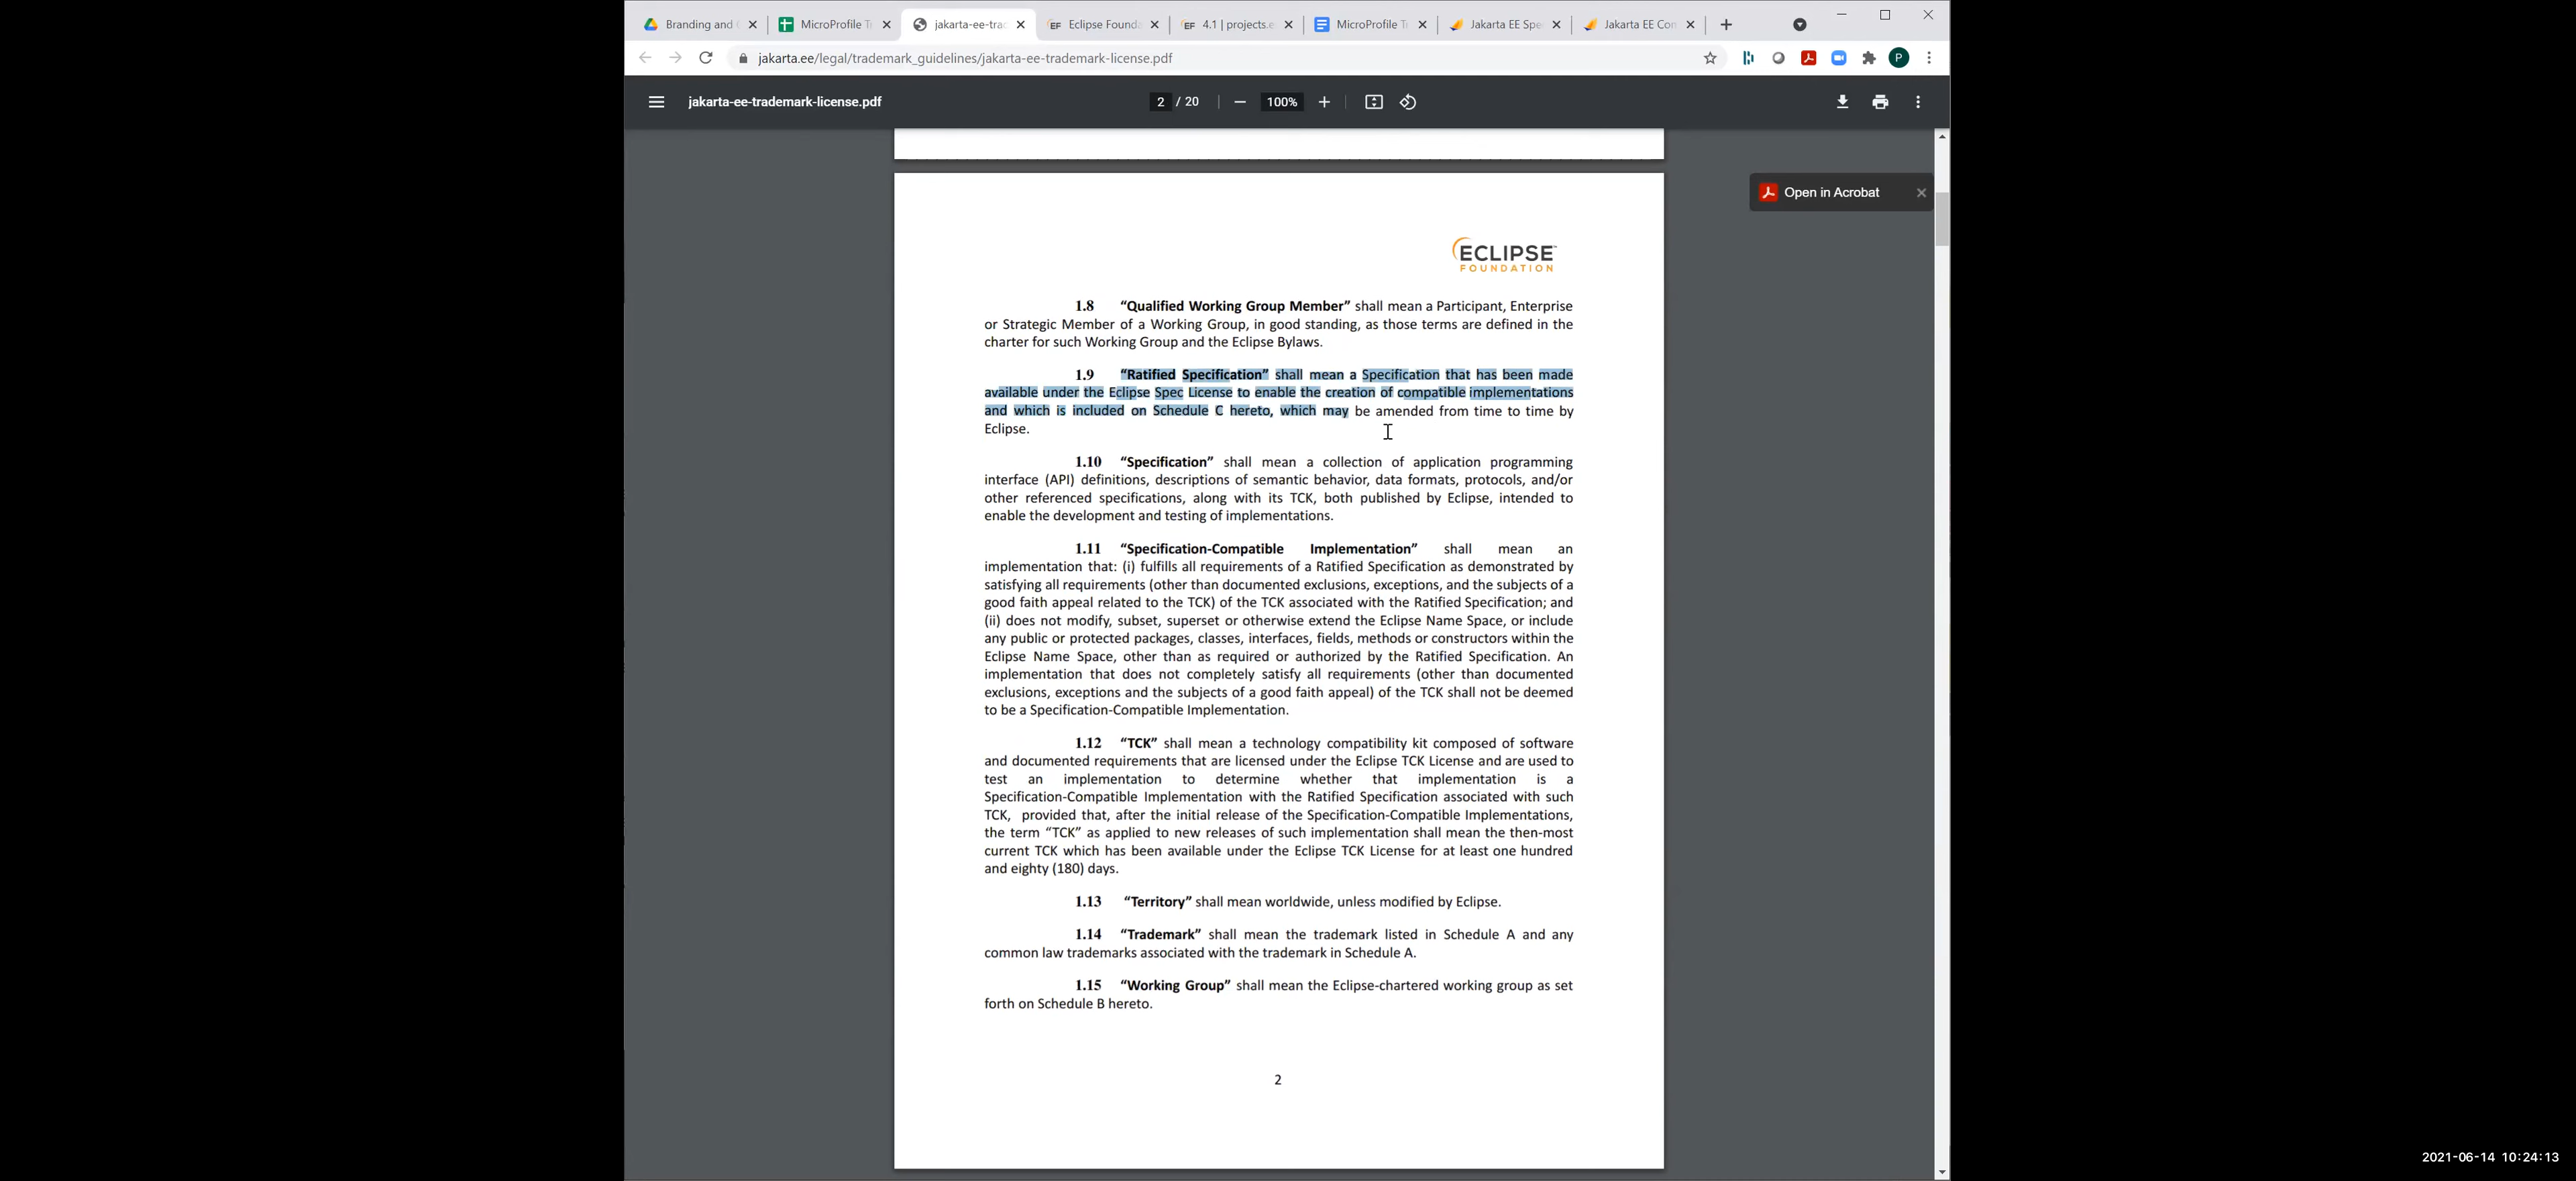 Branding and
MicroProfile T
jakarta-ee-trad
EF Eclipse Founda
EF 4.1 | projects.e
MicroProfile T
Jakarta EE Spe
Jakarta EE Con
jakarta.ee/legal/trademark_guidelines/jakarta-ee-trademark-license.pdf
P
jakarta-ee-trademark-license.pdf
2 / 20
100%
Open in Acrobat
ECLIPSE™
FOUNDATION
1.8 “Qualified Working Group Member” shall mean a Participant, Enterprise
or Strategic Member of a Working Group, in good standing, as those terms are defined in the
charter for such Working Group and the Eclipse Bylaws.
1.9 “Ratified Specification” shall mean a Specification that has been made
available under the Eclipse Spec License to enable the creation of compatible implementations
and which is included on Schedule C hereto, which may be amended from time to time by
Eclipse.
1.10 “Specification” shall mean a collection of application programming
interface (API) definitions, descriptions of semantic behavior, data formats, protocols, and/or
other referenced specifications, along with its TCK, both published by Eclipse, intended to
enable the development and testing of implementations.
1.11 “Specification-Compatible Implementation” shall mean an
implementation that: (i) fulfills all requirements of a Ratified Specification as demonstrated by
satisfying all requirements (other than documented exclusions, exceptions, and the subjects of a
good faith appeal related to the TCK) of the TCK associated with the Ratified Specification; and
(ii) does not modify, subset, superset or otherwise extend the Eclipse Name Space, or include
any public or protected packages, classes, interfaces, fields, methods or constructors within the
Eclipse Name Space, other than as required or authorized by the Ratified Specification. An
implementation that does not completely satisfy all requirements (other than documented
exclusions, exceptions and the subjects of a good faith appeal) of the TCK shall not be deemed
to be a Specification-Compatible Implementation.
1.12 “TCK” shall mean a technology compatibility kit composed of software
and documented requirements that are licensed under the Eclipse TCK License and are used to
test an implementation to determine whether that implementation is a
Specification-Compatible Implementation with the Ratified Specification associated with such
TCK, provided that, after the initial release of the Specification-Compatible Implementations,
the term “TCK” as applied to new releases of such implementation shall mean the then-most
current TCK which has been available under the Eclipse TCK License for at least one hundred
and eighty (180) days.
1.13 “Territory” shall mean worldwide, unless modified by Eclipse.
1.14 “Trademark” shall mean the trademark listed in Schedule A and any
common law trademarks associated with the trademark in Schedule A.
1.15 “Working Group” shall mean the Eclipse-chartered working group as set
forth on Schedule B hereto.
2
2021-06-14 10:24:13